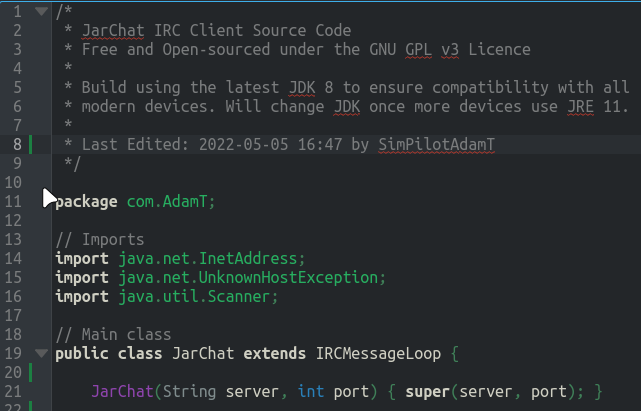 1 /*
2  * JarChat IRC Client Source Code
3  * Free and Open-sourced under the GNU GPL v3 Licence
4  *
5  * Build using the latest JDK 8 to ensure compatibility with all
6  * modern devices. Will change JDK once more devices use JRE 11.
7  *
8  * Last Edited: 2022-05-05 16:47 by SimPilotAdamT
9  */
10
11 package com.AdamT;
12
13 // Imports
14 import java.net.InetAddress;
15 import java.net.UnknownHostException;
16 import java.util.Scanner;
17
18 // Main class
19 public class JarChat extends IRCMessageLoop {
20
21     JarChat(String server, int port) { super(server, port); }
22